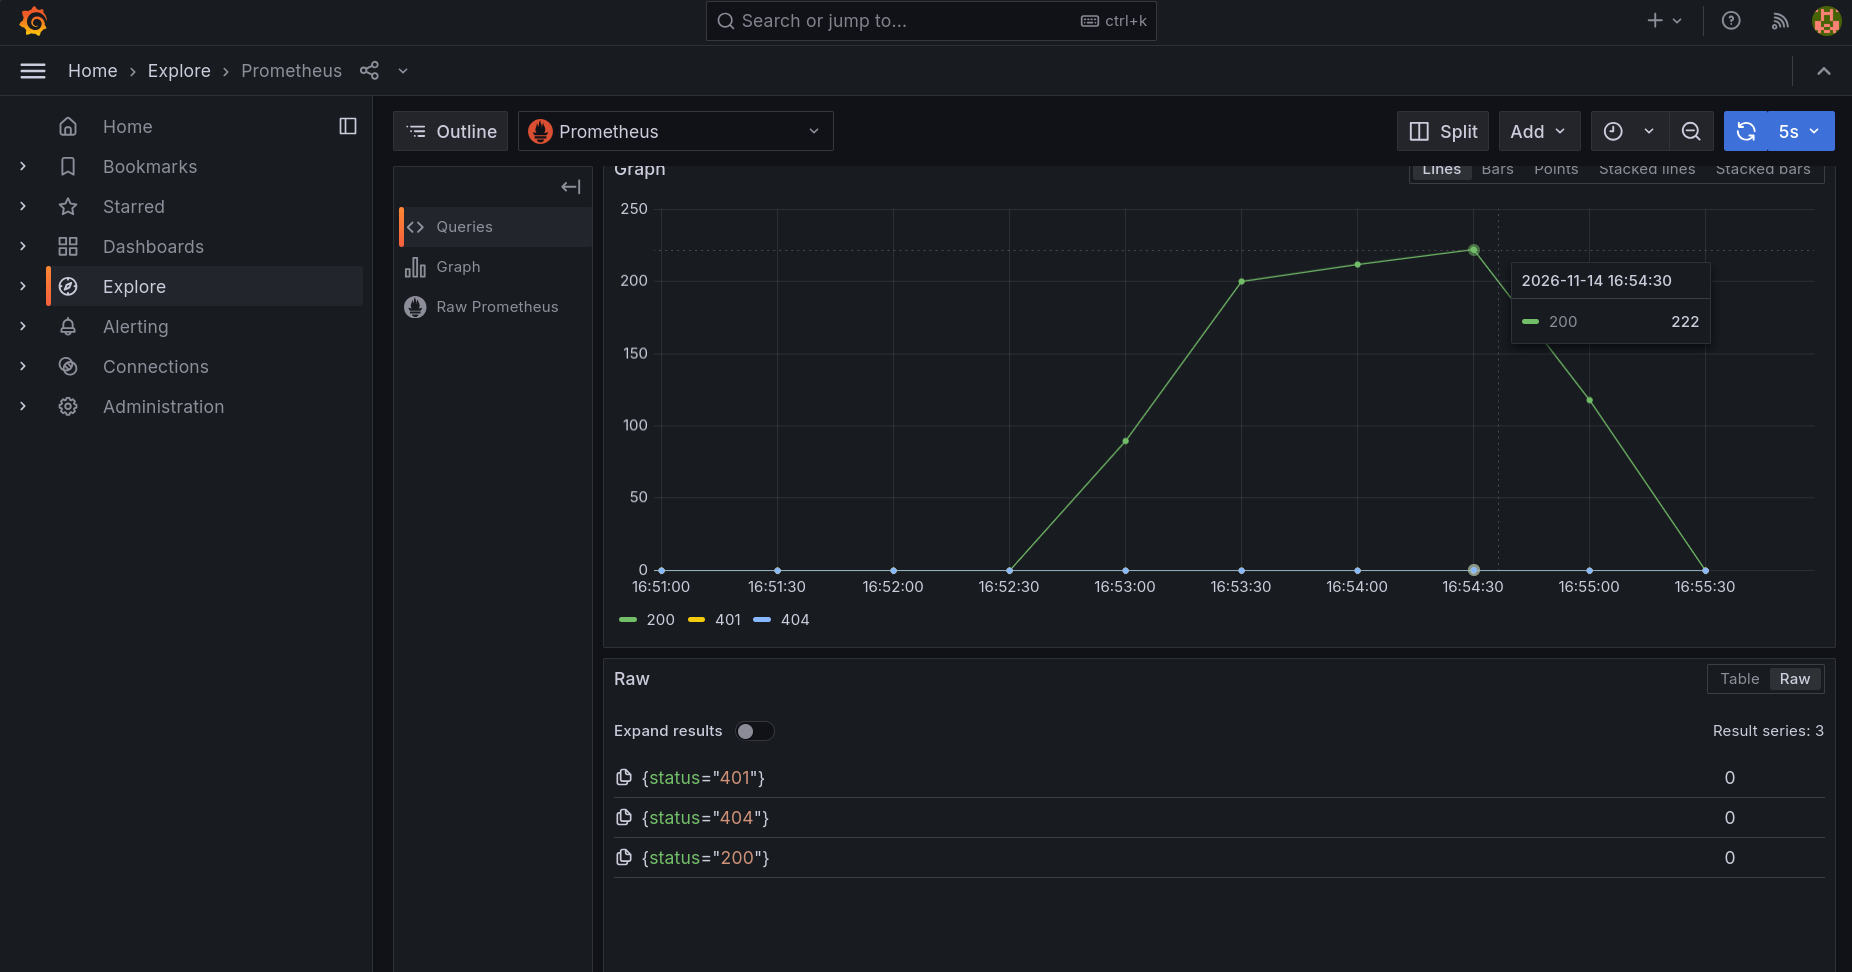 Search or jump to... ctrl+k
Home › Explore › Prometheus
Home
Bookmarks
Starred
Dashboards
Explore
Alerting
Connections
Administration
Outline Prometheus Split Add 5s
Queries
Graph
Raw Prometheus
Graph Lines Bars Points Stacked lines Stacked bars
250
200
150
100
50
0
2026-11-14 16:54:30
200 222
16:51:00 16:51:30 16:52:00 16:52:30 16:53:00 16:53:30 16:54:00 16:54:30 16:55:00 16:55:30
200 401 404
Raw Table Raw
Expand results Result series: 3
{status="401"} 0
{status="404"} 0
{status="200"} 0